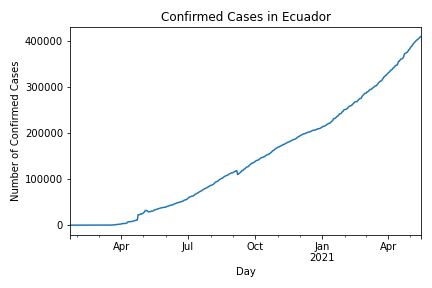 Confirmed Cases in Ecuador
Number of Confirmed Cases
400000
300000
200000
100000
0
Apr
Jul
Oct
Jan
2021
Apr
Day